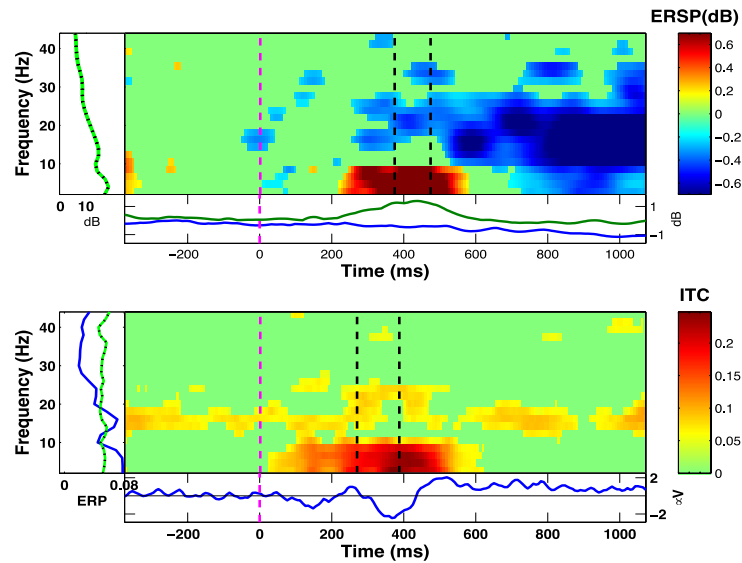 ERSP(dB)
Frequency (Hz)
40
30
20
10
0.6
0.4
0.2
0
−0.2
−0.4
−0.6
0 10
dB
1
−1
dB
−200 0 200 400 600 800 1000
Time (ms)
ITC
Frequency (Hz)
40
30
20
10
0.2
0.15
0.1
0.05
0
0 0.08
ERP
2
−2
∝V
−200 0 200 400 600 800 1000
Time (ms)